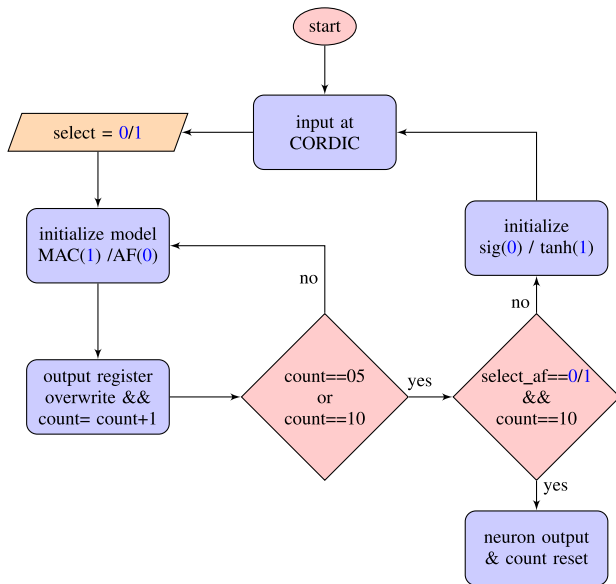 start
input at
CORDIC
select = 0/1
initialize model
MAC(1) /AF(0)
initialize
sig(0) / tanh(1)
no
no
output register
overwrite &&
count= count+1
count==05
or
count==10
yes
select_af==0/1
&&
count==10
yes
neuron output
& count reset